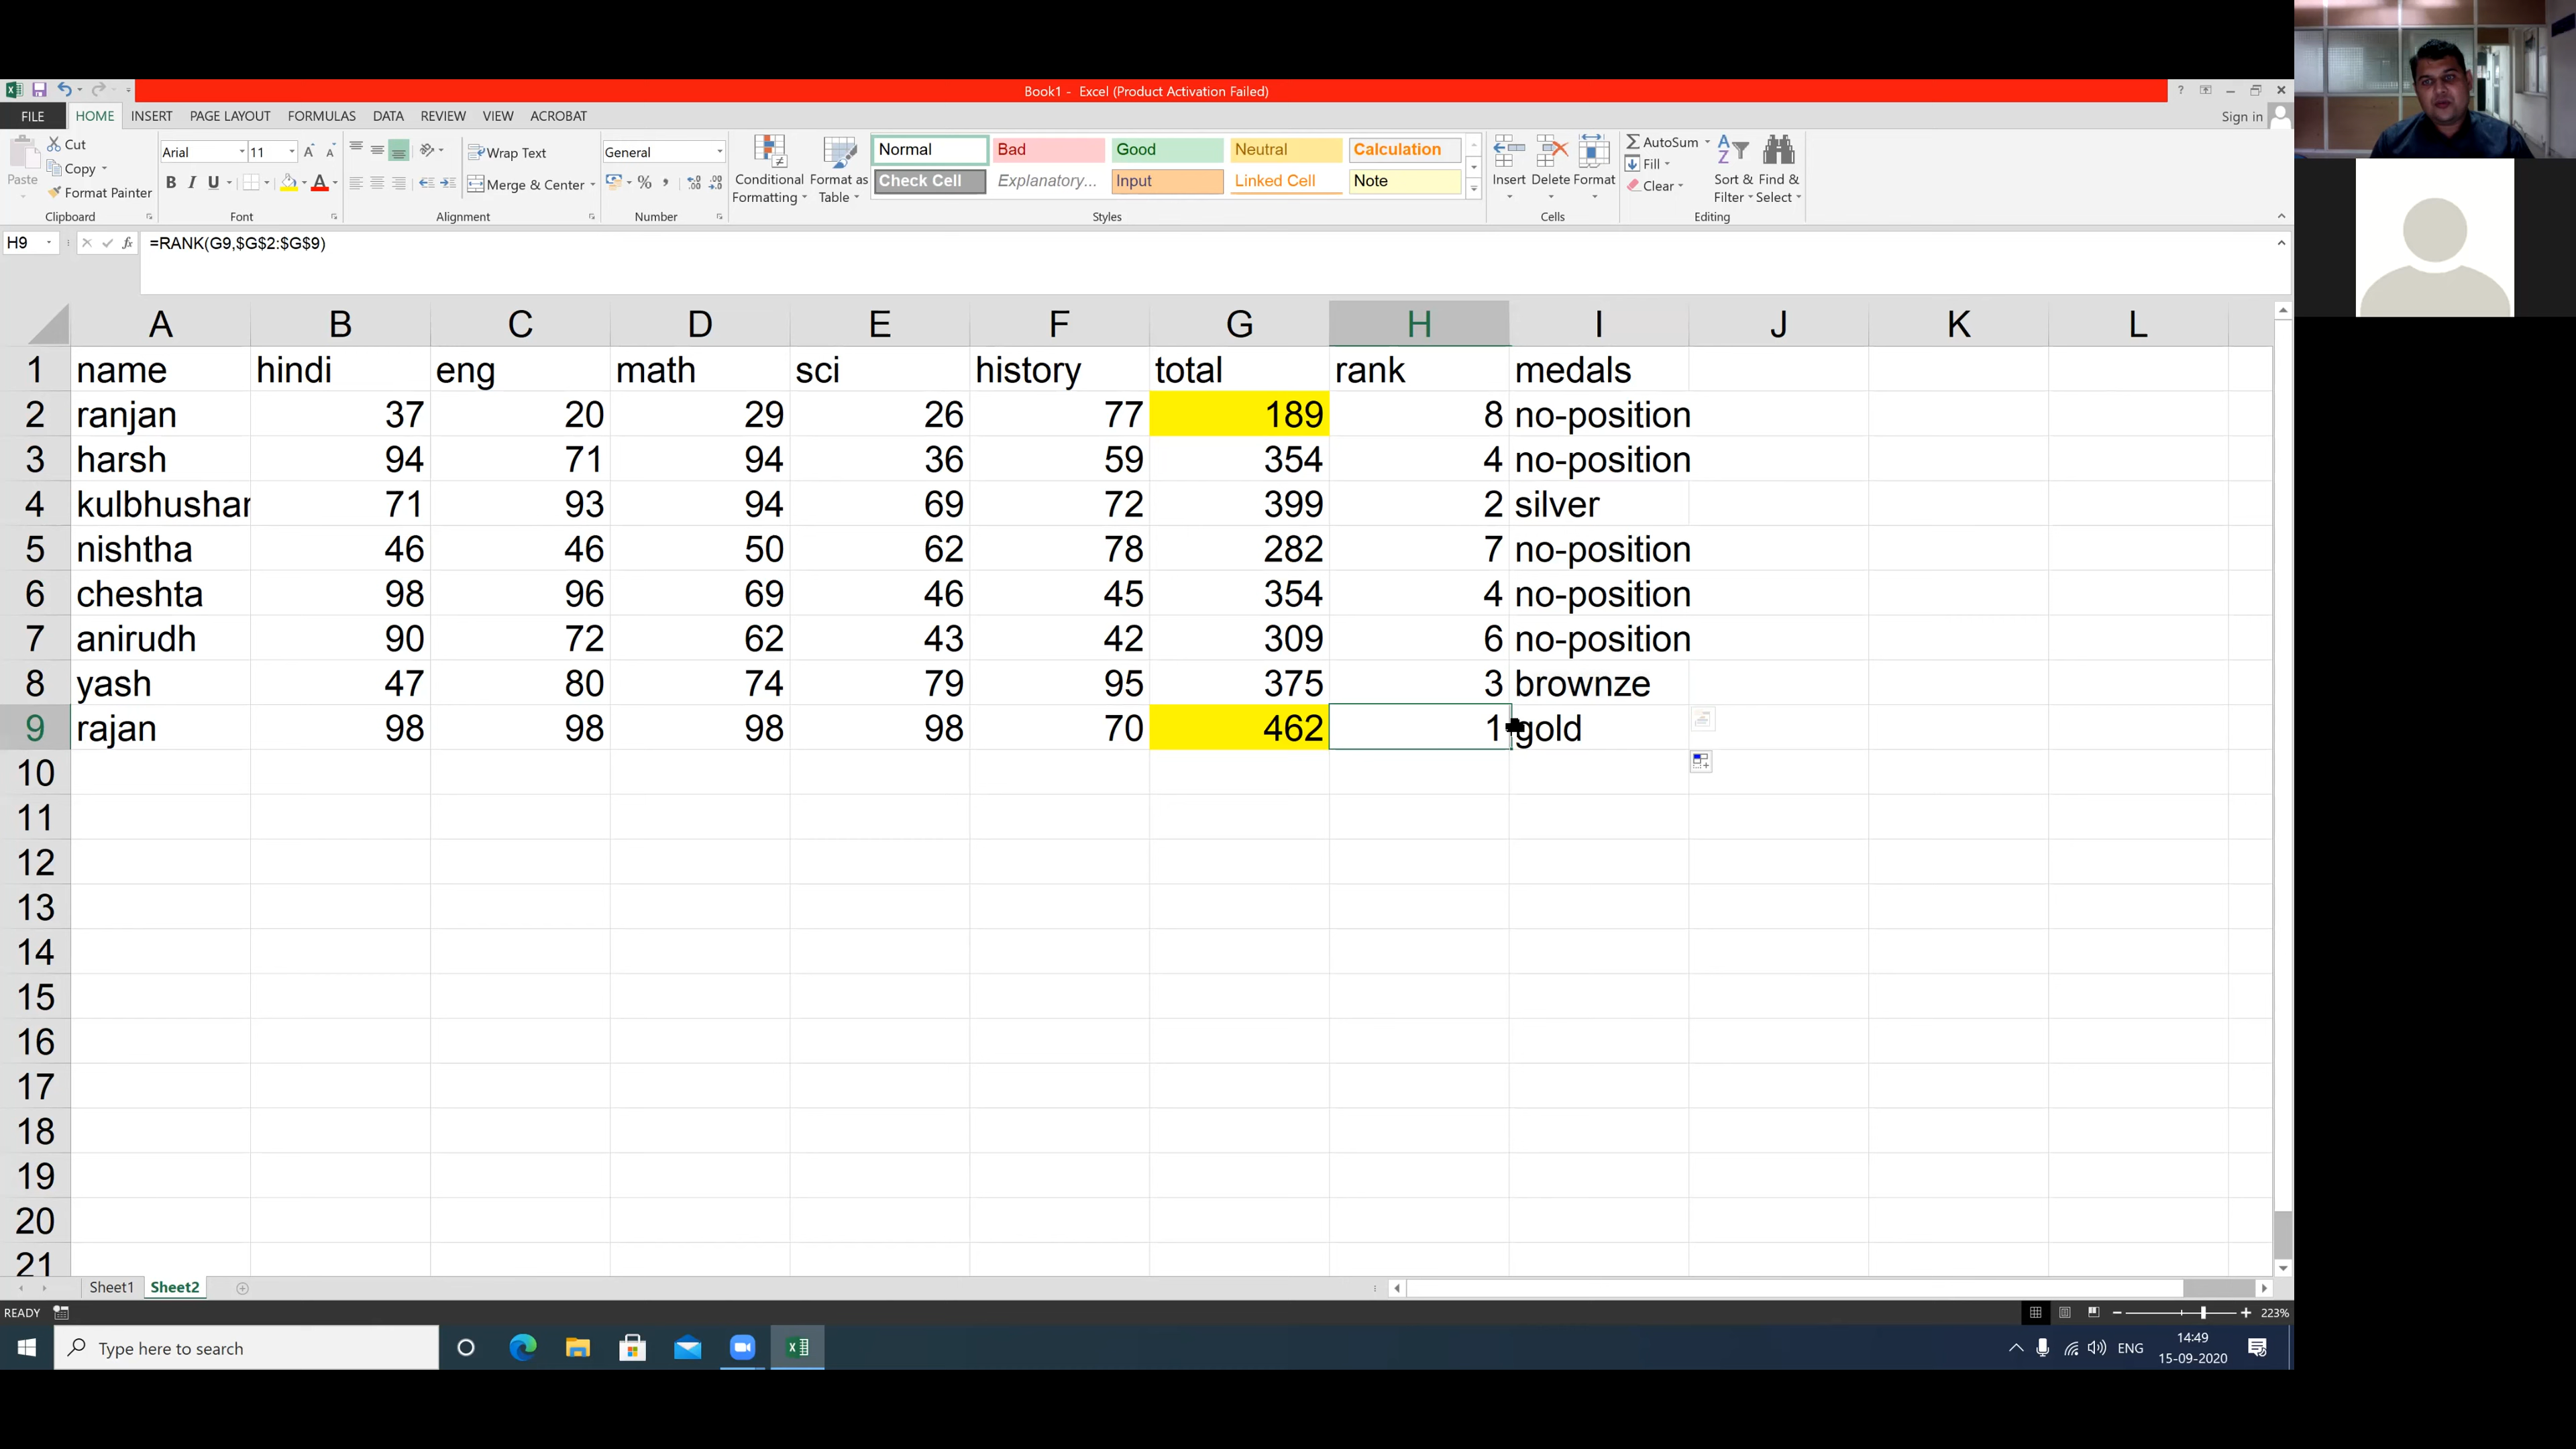 Book1 - Excel (Product Activation Failed)
FILE HOME INSERT PAGE LAYOUT FORMULAS DATA REVIEW VIEW ACROBAT Sign in
Cut
Copy
Format Painter
Paste
Clipboard
Arial 11
B I U
Font
Wrap Text
Merge & Center
Alignment
General
Number
Conditional Formatting
Format as Table
Normal Bad Good Neutral Calculation
Check Cell Explanatory... Input Linked Cell Note
Styles
Insert Delete Format
Cells
AutoSum
Fill
Clear
Sort & Filter
Find & Select
Editing
H9 fx =RANK(G9,$G$2:$G$9)
A B C D E F G H I J K L
1 name hindi eng math sci history total rank medals
2 ranjan 37 20 29 26 77 189 8 no-position
3 harsh 94 71 94 36 59 354 4 no-position
4 kulbhushan 71 93 94 69 72 399 2 silver
5 nishtha 46 46 50 62 78 282 7 no-position
6 cheshta 98 96 69 46 45 354 4 no-position
7 anirudh 90 72 62 43 42 309 6 no-position
8 yash 47 80 74 79 95 375 3 brownze
9 rajan 98 98 98 98 70 462 1 gold
10
11
12
13
14
15
16
17
18
19
20
21
Sheet1 Sheet2
READY 223%
Type here to search
ENG
14:49
15-09-2020